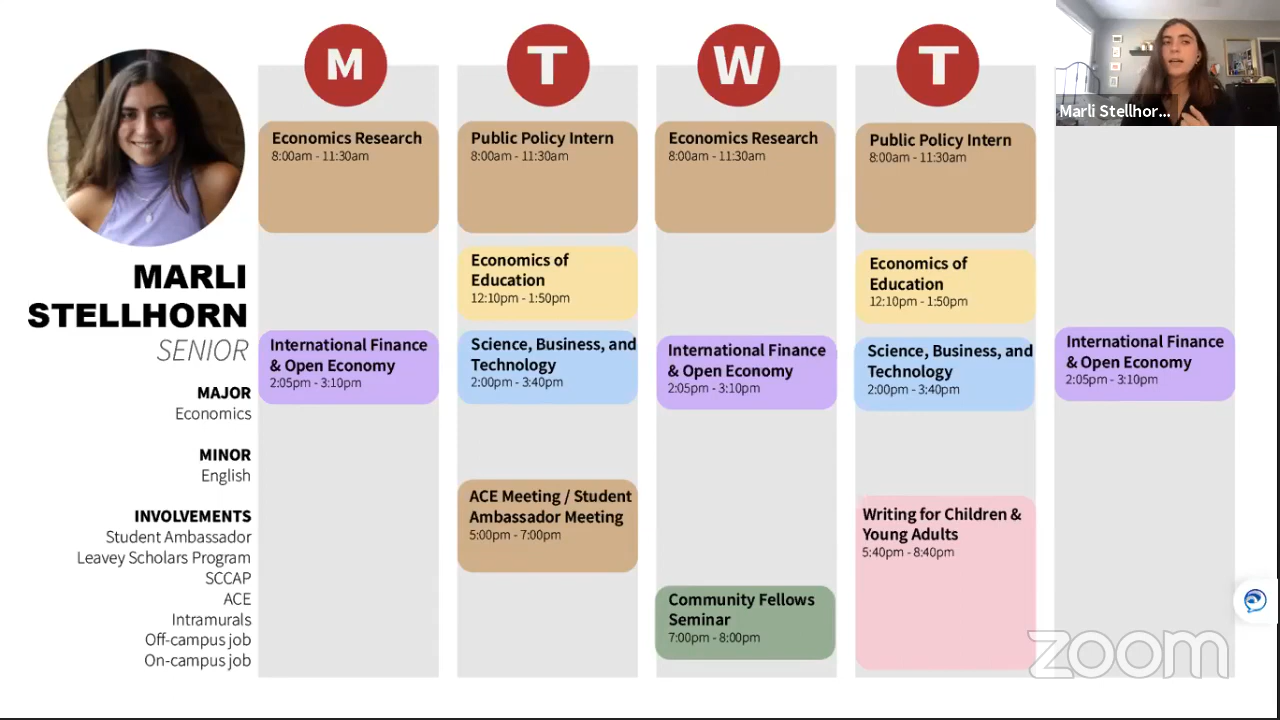 MARLI
STELLHORN
SENIOR
MAJOR
Economics
MINOR
English
INVOLVEMENTS
Student Ambassador
Leavey Scholars Program
SCCAP
ACE
Intramurals
Off-campus job
On-campus job
M
Economics Research
8:00am - 11:30am
International Finance
& Open Economy
2:05pm - 3:10pm
T
Public Policy Intern
8:00am - 11:30am
Economics of
Education
12:10pm - 1:50pm
Science, Business, and
Technology
2:00pm - 3:40pm
ACE Meeting / Student
Ambassador Meeting
5:00pm - 7:00pm
W
Economics Research
8:00am - 11:30am
International Finance
& Open Economy
2:05pm - 3:10pm
Community Fellows
Seminar
7:00pm - 8:00pm
T
Public Policy Intern
8:00am - 11:30am
Economics of
Education
12:10pm - 1:50pm
Science, Business, and
Technology
2:00pm - 3:40pm
Writing for Children &
Young Adults
5:40pm - 8:40pm
Marli Stellhor...
International Finance
& Open Economy
2:05pm - 3:10pm
zoom